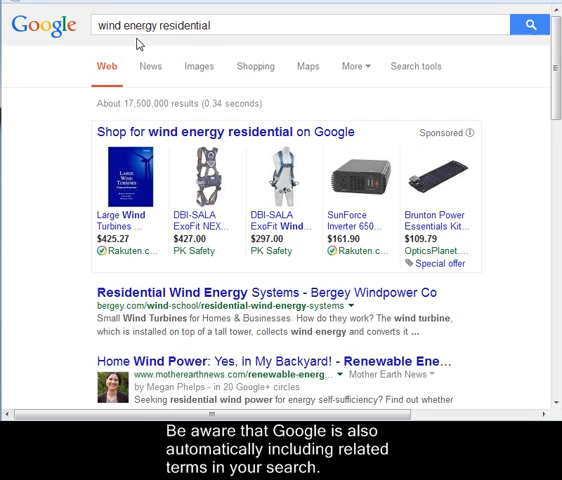 Google
wind energy residential
Web News Images Shopping Maps More Search tools
About 17,500,000 results (0.34 seconds)
Shop for wind energy residential on Google Sponsored
LARGE
WIND
TURBINES
Large Wind
Turbines ...
$425.27
Rakuten.c...
DBI-SALA
ExoFit NEX...
$427.00
PK Safety
DBI-SALA
ExoFit Wind...
$297.00
PK Safety
SunForce
Inverter 650...
$161.90
Rakuten.c...
Brunton Power
Essentials Kit...
$109.79
OpticsPlanet....
Special offer
Residential Wind Energy Systems - Bergey Windpower Co
bergey.com/wind-school/residential-wind-energy-systems
Small Wind Turbines for Homes & Businesses. How do they work? The wind turbine,
which is installed on top of a tall tower, collects wind energy and converts it ...
Home Wind Power: Yes, in My Backyard! - Renewable Ene...
www.motherearthnews.com/renewable-energ... Mother Earth News
by Megan Phelps - in 20 Google+ circles
Seeking residential wind power for energy self-sufficiency? Find out whether
Be aware that Google is also
automatically including related
terms in your search.